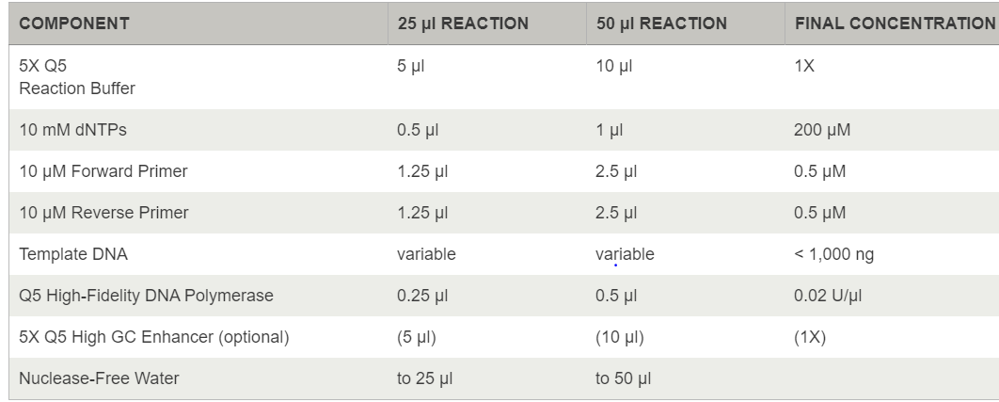 COMPONENT 25 µl REACTION 50 µl REACTION FINAL CONCENTRATION
5X Q5 5 µl 10 µl 1X
Reaction Buffer
10 mM dNTPs 0.5 µl 1 µl 200 µM
10 µM Forward Primer 1.25 µl 2.5 µl 0.5 µM
10 µM Reverse Primer 1.25 µl 2.5 µl 0.5 µM
Template DNA variable variable < 1,000 ng
Q5 High-Fidelity DNA Polymerase 0.25 µl 0.5 µl 0.02 U/µl
5X Q5 High GC Enhancer (optional) (5 µl) (10 µl) (1X)
Nuclease-Free Water to 25 µl to 50 µl